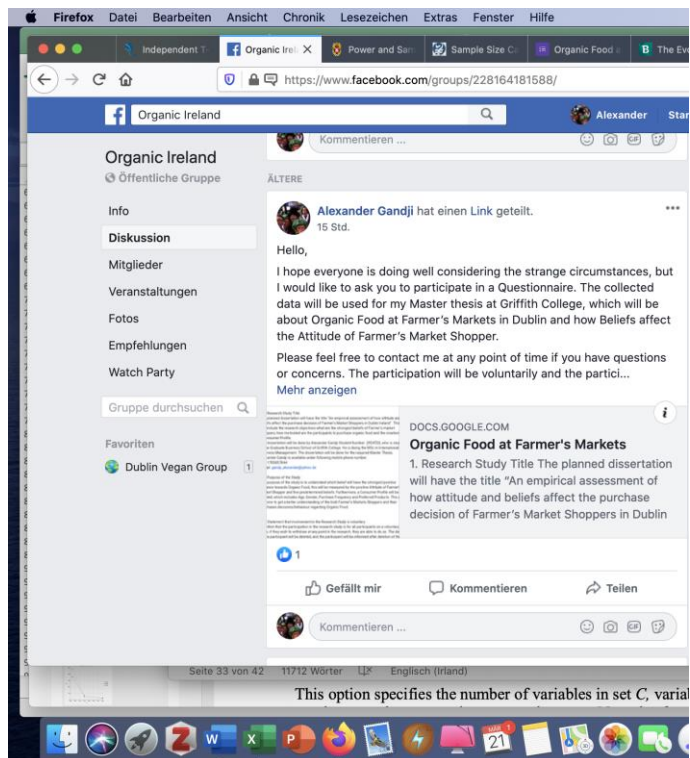 Firefox Datei Bearbeiten Ansicht Chronik Lesezeichen Extras Fenster Hilfe
Independent T
Organic Irel
Power and Sam
Sample Size Ca
Organic Food a
The Evo
https://www.facebook.com/groups/228164181588/
Organic Ireland
Alexander
Star
Organic Ireland
Öffentliche Gruppe
Info
Diskussion
Mitglieder
Veranstaltungen
Fotos
Empfehlungen
Watch Party
Gruppe durchsuchen
Favoriten
Dublin Vegan Group 1
Kommentieren ...
GIF
ÄLTERE
Alexander Gandji hat einen Link geteilt.
15 Std.
Hello,
I hope everyone is doing well considering the strange circumstances, but
I would like to ask you to participate in a Questionnaire. The collected
data will be used for my Master thesis at Griffith College, which will be
about Organic Food at Farmer's Markets in Dublin and how Beliefs affect
the Attitude of Farmer's Market Shopper.
Please feel free to contact me at any point of time if you have questions
or concerns. The participation will be voluntarily and the partici...
Mehr anzeigen
DOCS.GOOGLE.COM
Organic Food at Farmer's Markets
1. Research Study Title The planned dissertation
will have the title "An empirical assessment of
how attitude and beliefs affect the purchase
decision of Farmer's Market Shoppers in Dublin
1
Gefällt mir
Kommentieren
Teilen
Kommentieren ...
GIF
Seite 33 von 42 11712 Wörter Englisch (Irland)
This option specifies the number of variables in set C, varial
21